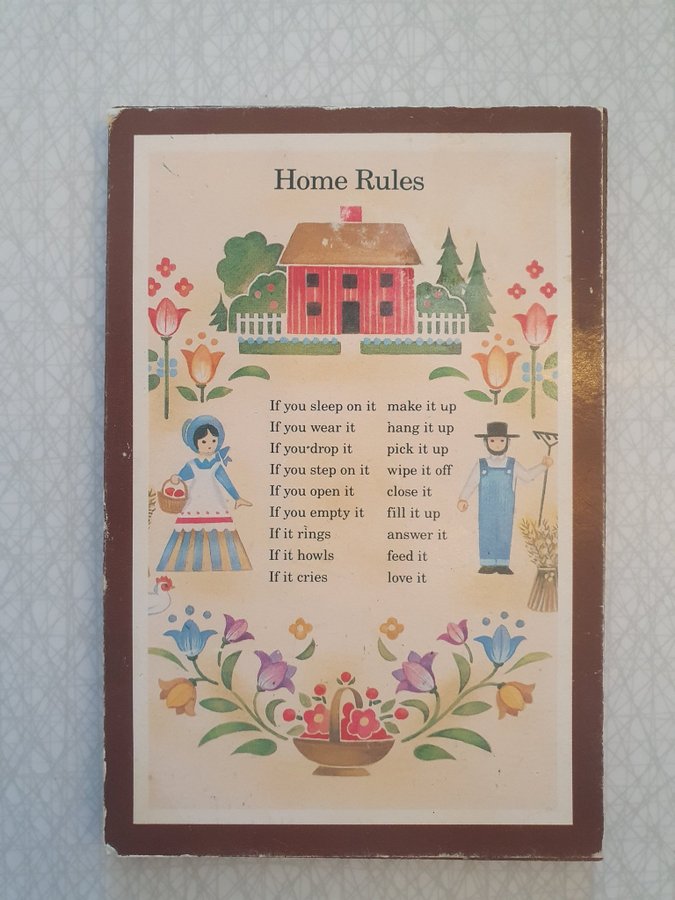 Home Rules
If you sleep on it make it up
If you wear it hang it up
If you drop it pick it up
If you step on it wipe it off
If you open it close it
If you empty it fill it up
If it rings answer it
If it howls feed it
If it cries love it